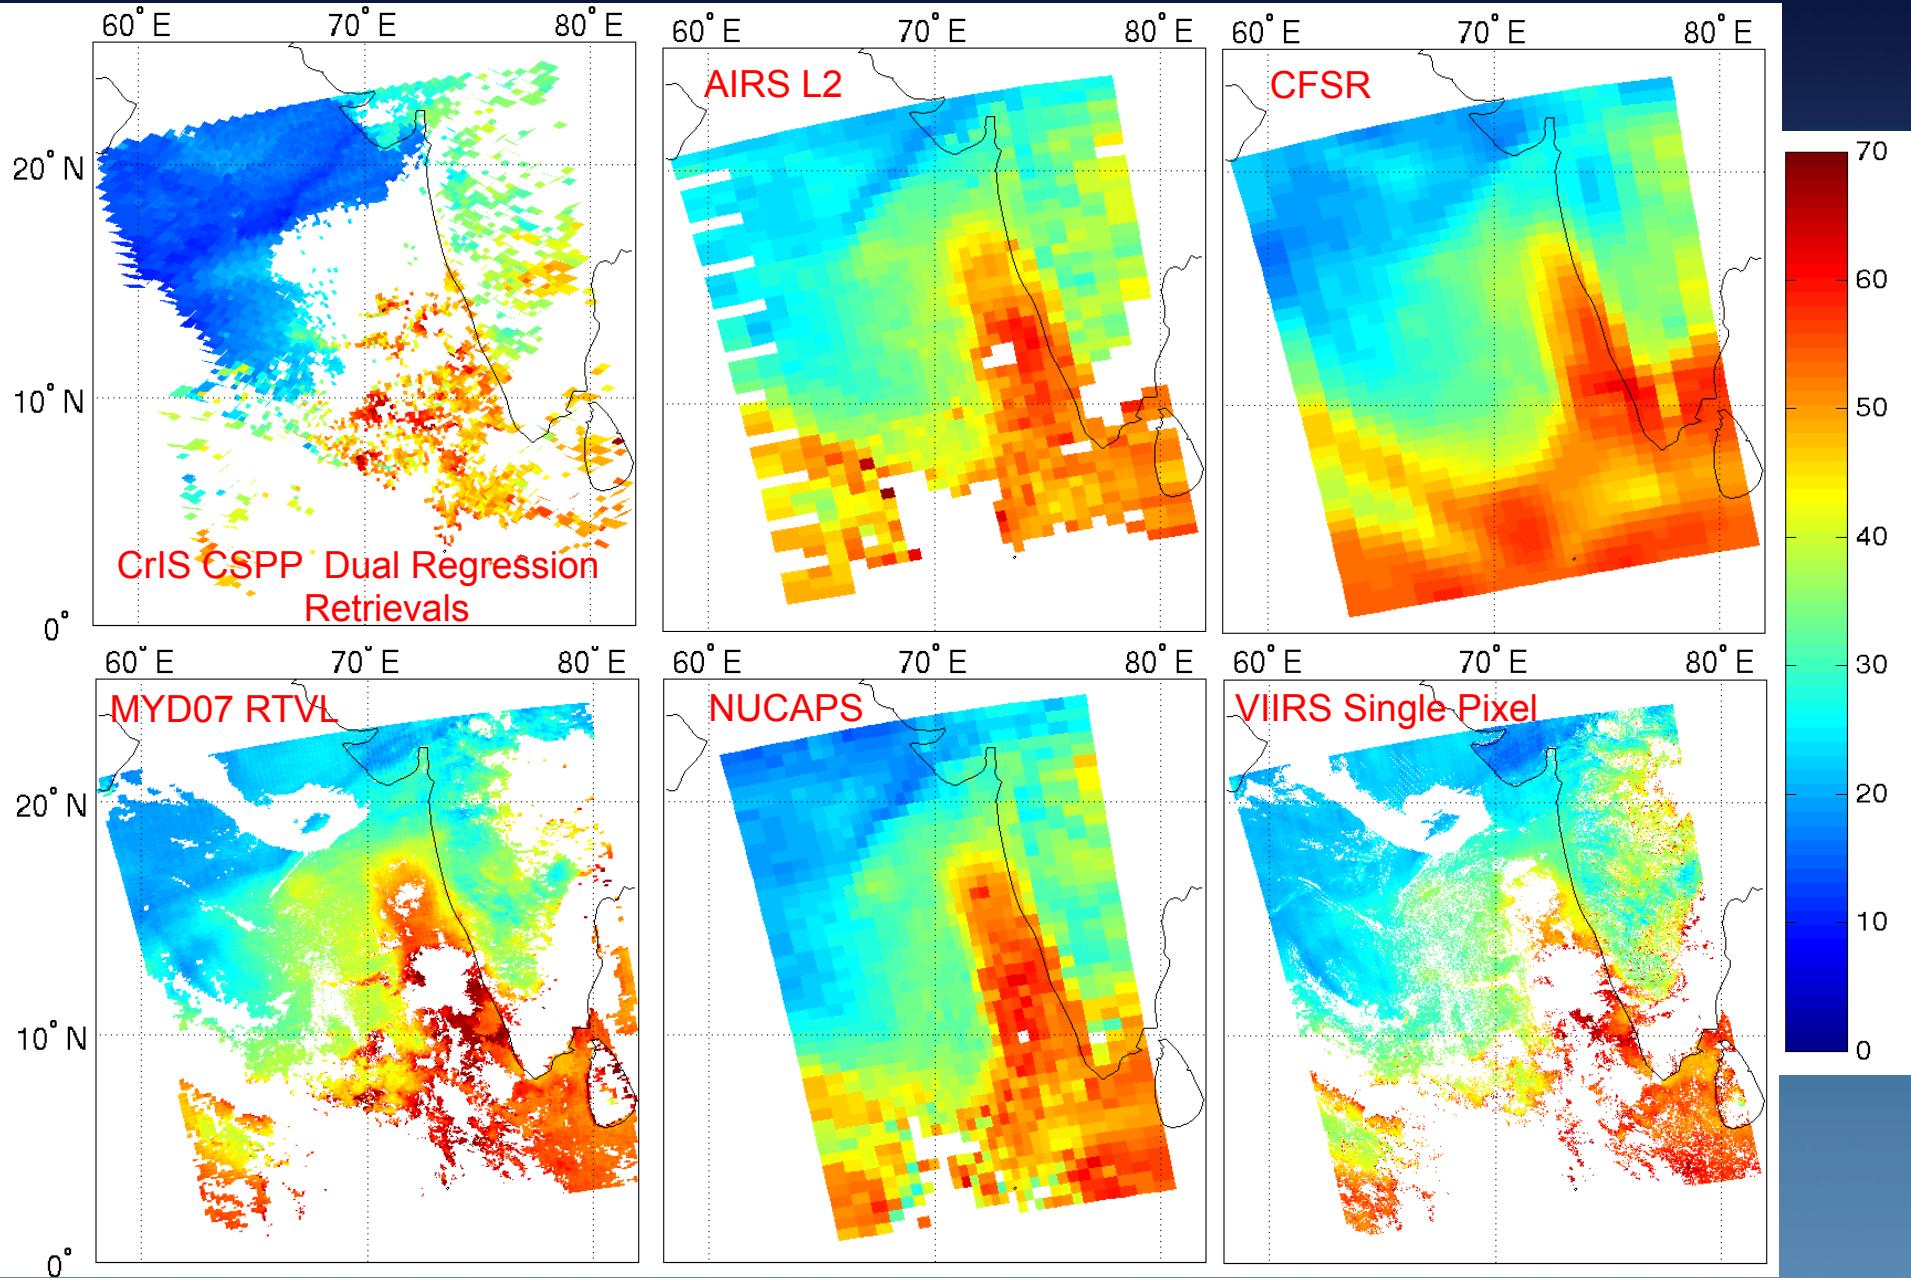 60° E 70° E 80° E
60° E 70° E 80° E
60° E 70° E 80° E
AIRS L2
CFSR
20° N
10° N
0°
CrIS CSPP Dual Regression
Retrievals
70
60
50
40
30
20
10
0
60° E 70° E 80° E
60° E 70° E 80° E
60° E 70° E 80° E
MYD07 RTVL
NUCAPS
VIIRS Single Pixel
20° N
10° N
0°